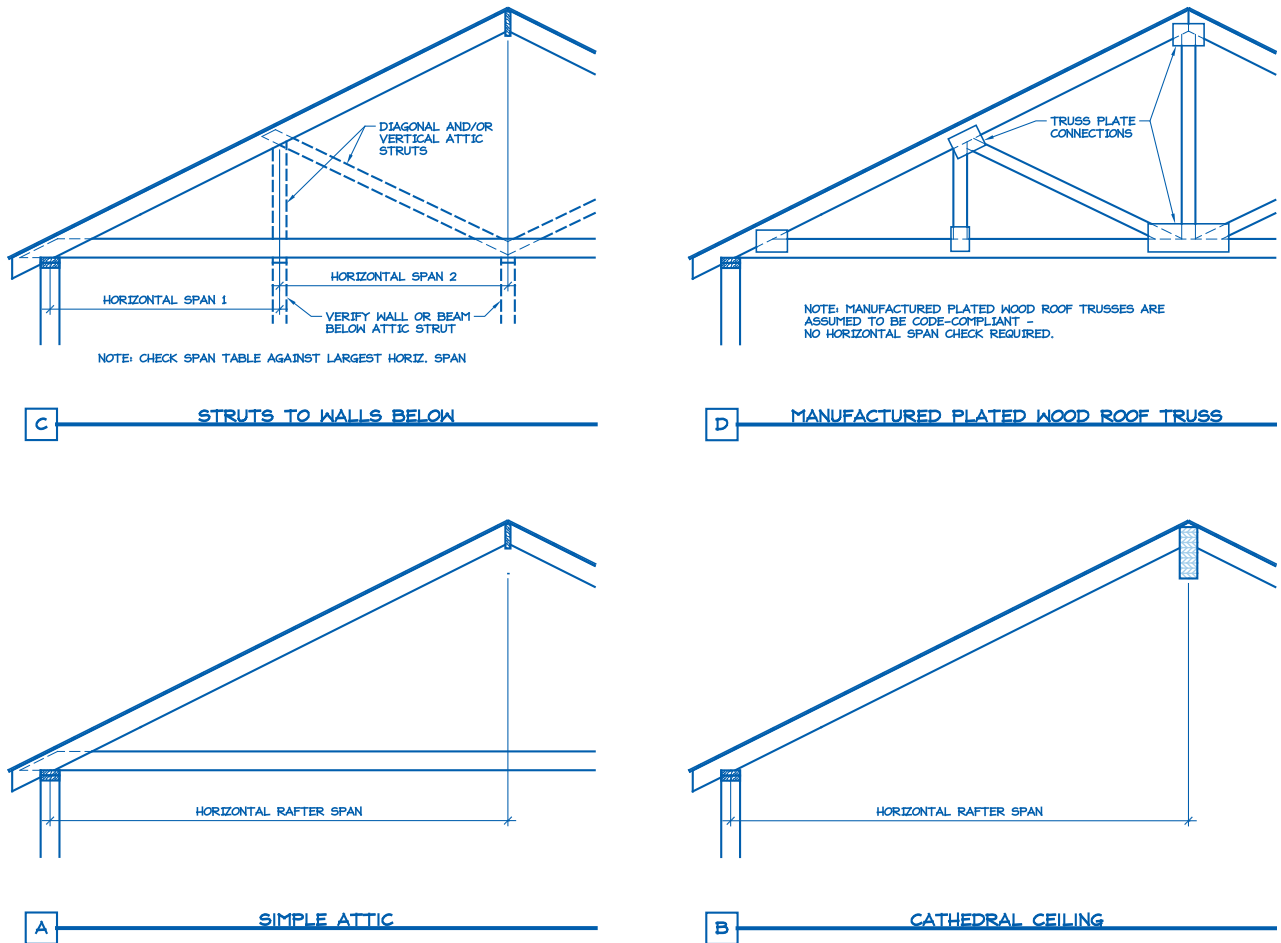 DIAGONAL AND/OR
VERTICAL ATTIC
STRUTS
HORIZONTAL SPAN 2
HORIZONTAL SPAN 1
VERIFY WALL OR BEAM
BELOW ATTIC STRUT
NOTE: CHECK SPAN TABLE AGAINST LARGEST HORIZ. SPAN
C
STRUTS TO WALLS BELOW
TRUSS PLATE
CONNECTIONS
NOTE: MANUFACTURED PLATED WOOD ROOF TRUSSES ARE
ASSUMED TO BE CODE-COMPLIANT -
NO HORIZONTAL SPAN CHECK REQUIRED.
D
MANUFACTURED PLATED WOOD ROOF TRUSS
HORIZONTAL RAFTER SPAN
A
SIMPLE ATTIC
HORIZONTAL RAFTER SPAN
B
CATHEDRAL CEILING